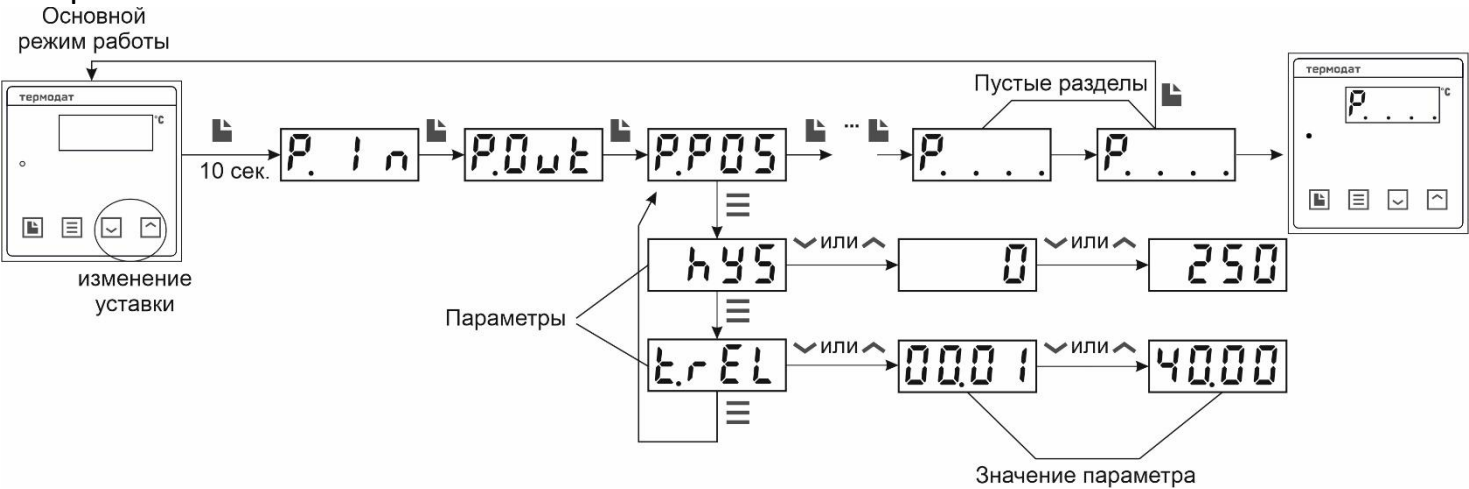 Основной
режим работы
термодат
°C
10 сек.
P. I n
P.Out
P.POS
...
Пустые разделы
P. . . .
P. . . .
термодат
P. . . .
°C
изменение
уставки
Параметры
hYS
или
0
или
250
t.rEL
или
00.01
или
40.00
Значение параметра